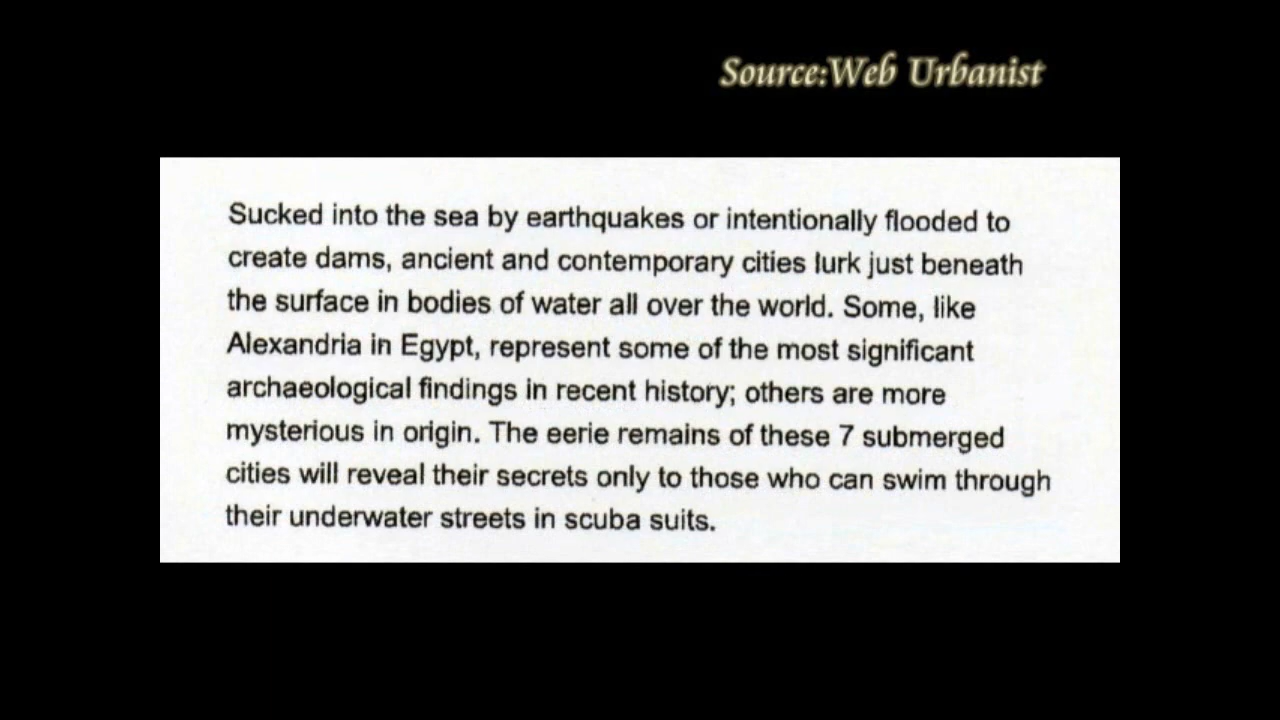 Source:Web Urbanist
Sucked into the sea by earthquakes or intentionally flooded to
create dams, ancient and contemporary cities lurk just beneath
the surface in bodies of water all over the world. Some, like
Alexandria in Egypt, represent some of the most significant
archaeological findings in recent history; others are more
mysterious in origin. The eerie remains of these 7 submerged
cities will reveal their secrets only to those who can swim through
their underwater streets in scuba suits.